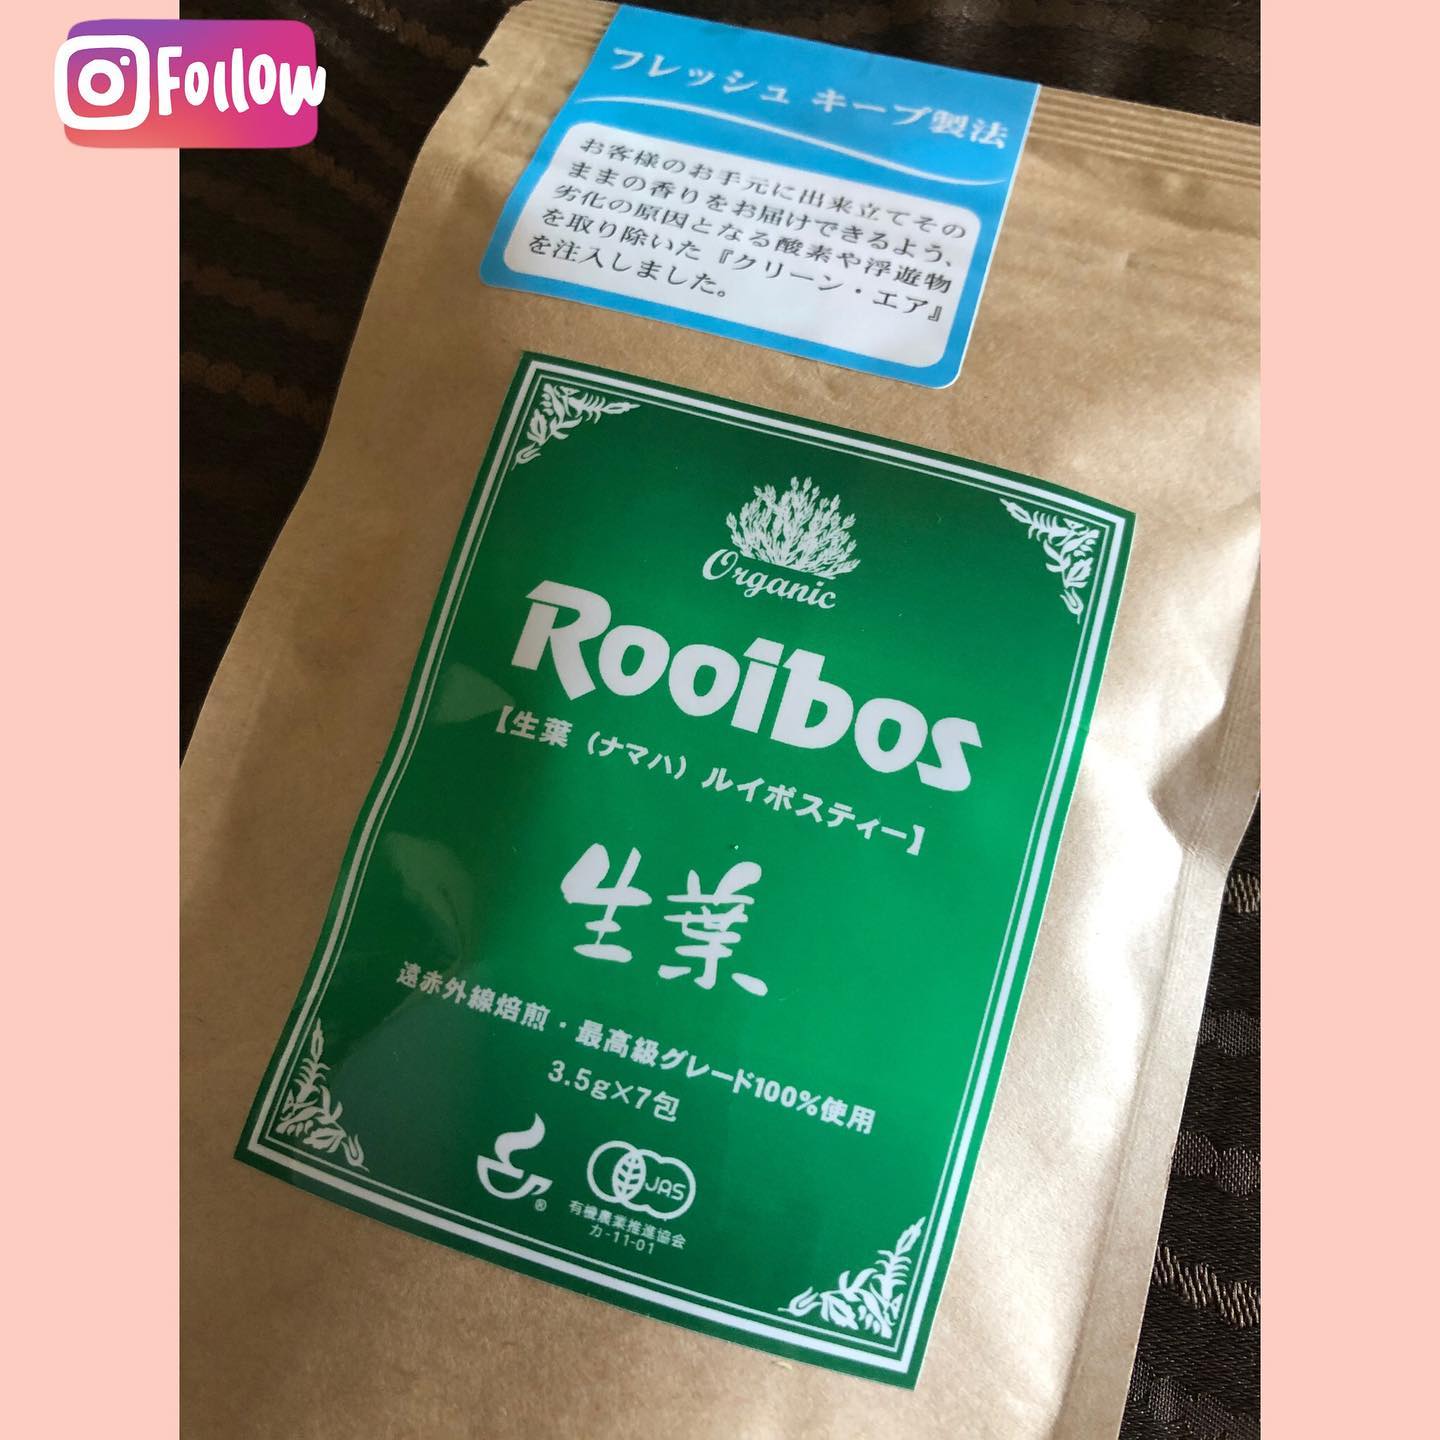 Follow
フレッシュ キープ製法
お客様のお手元に出来立てその
ままの香りをお届けできるよう、
劣化の原因となる酸素や浮遊物
を取り除いた『クリーン・エア』
を注入しました。
Organic
Rooibos
【生葉（ナマハ）ルイボスティー】
生葉
遠赤外線焙煎・最高級グレード100%使用
3.5g×7包
®
JAS
有機農業推進協会
カ-11-01